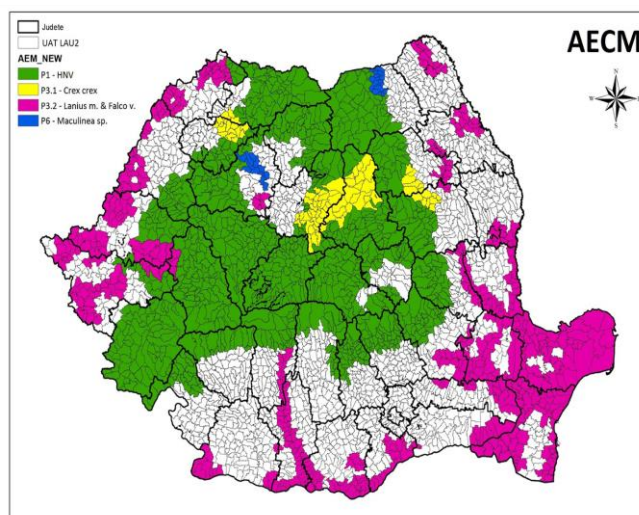 Judete
UAT LAU2
AEM_NEW
P1 - HNV
P3.1 - Crex crex
P3.2 - Lanius m. & Falco v.
P6 - Maculinea sp.
AECM
N
W
E
S